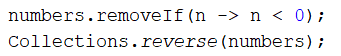 numbers.removeIf(n -> n < 0);
Collections.reverse(numbers);